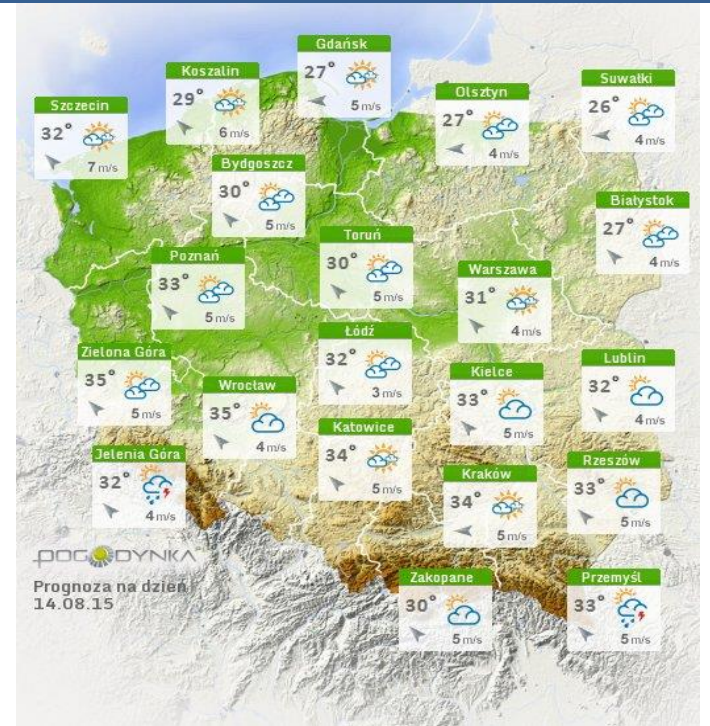 Gdańsk
27°
5 m/s
Koszalin
29°
6 m/s
Suwałki
26°
4 m/s
Olsztyn
27°
4 m/s
Szczecin
32°
7 m/s
Bydgoszcz
30°
5 m/s
Białystok
27°
4 m/s
Toruń
30°
5 m/s
Poznań
33°
5 m/s
Warszawa
31°
4 m/s
Łódź
32°
3 m/s
Zielona Góra
35°
5 m/s
Lublin
32°
4 m/s
Kielce
33°
5 m/s
Wrocław
35°
4 m/s
Katowice
34°
5 m/s
Jelenia Góra
32°
4 m/s
Rzeszów
33°
5 m/s
Kraków
34°
5 m/s
POGODYNKA
Prognoza na dzień
14.08.15
Zakopane
30°
5 m/s
Przemyśl
33°
5 m/s